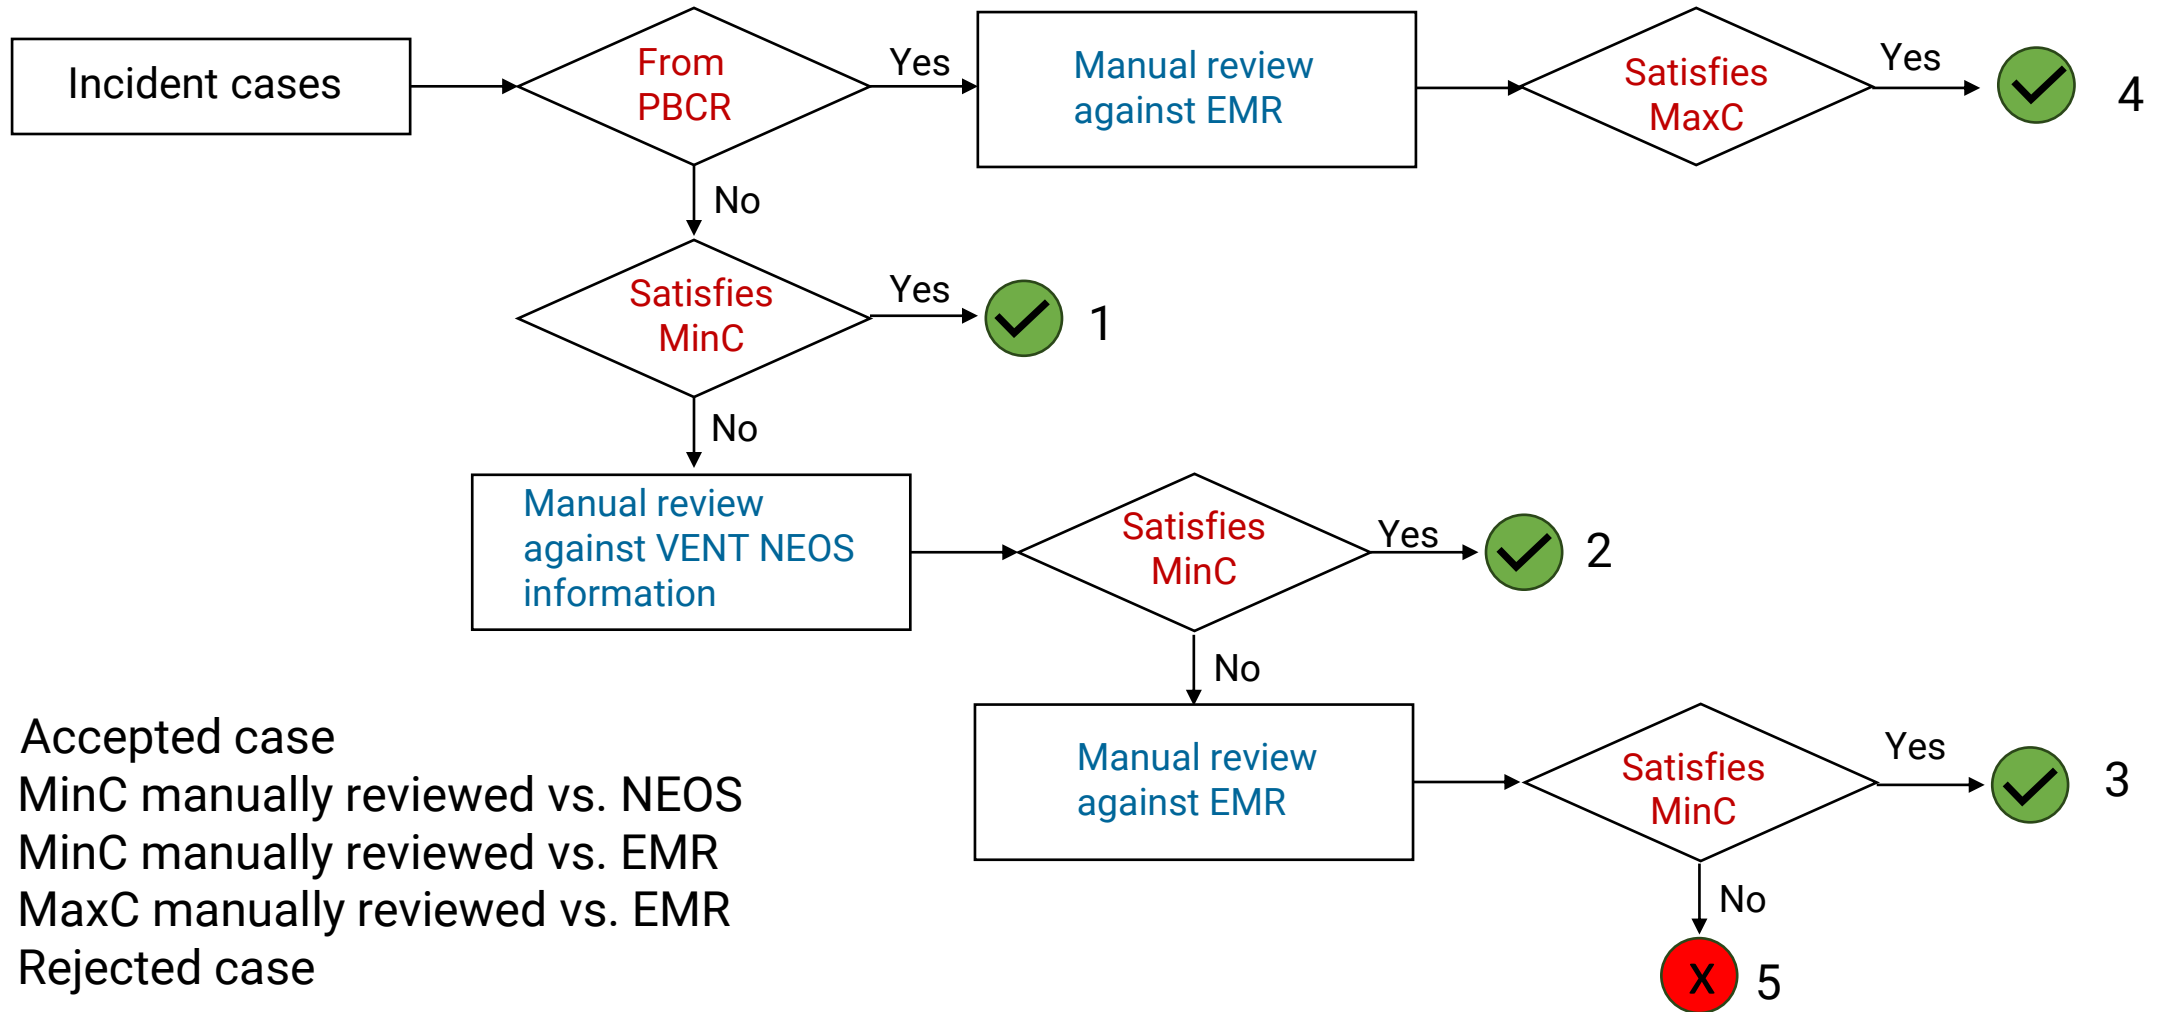 Incident cases
From
PBCR
Yes
Manual review
against EMR
Satisfies
MaxC
Yes
4
No
Satisfies
MinC
Yes
1
No
Manual review
against VENT NEOS
information
Satisfies
MinC
Yes
2
No
Manual review
against EMR
Satisfies
MinC
Yes
3
No
X
5
Accepted case
MinC manually reviewed vs. NEOS
MinC manually reviewed vs. EMR
MaxC manually reviewed vs. EMR
Rejected case